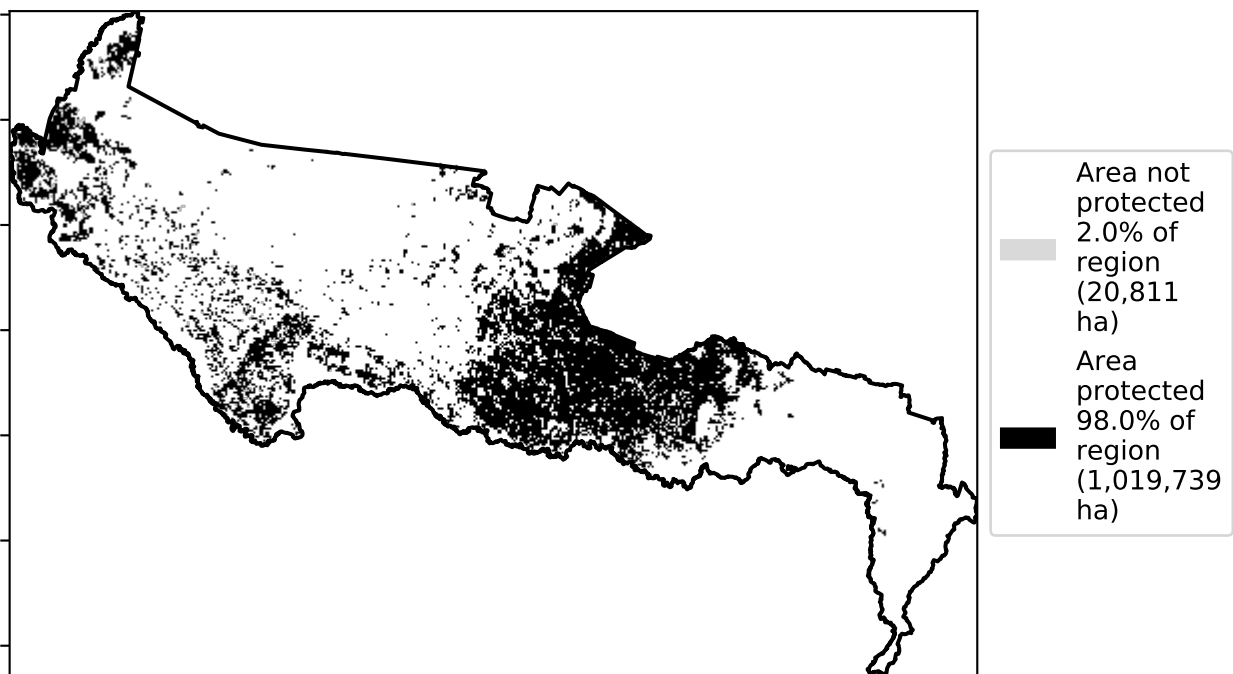 Area not
protected
2.0% of
region
(20,811
ha)
Area
protected
98.0% of
region
(1,019,739
ha)